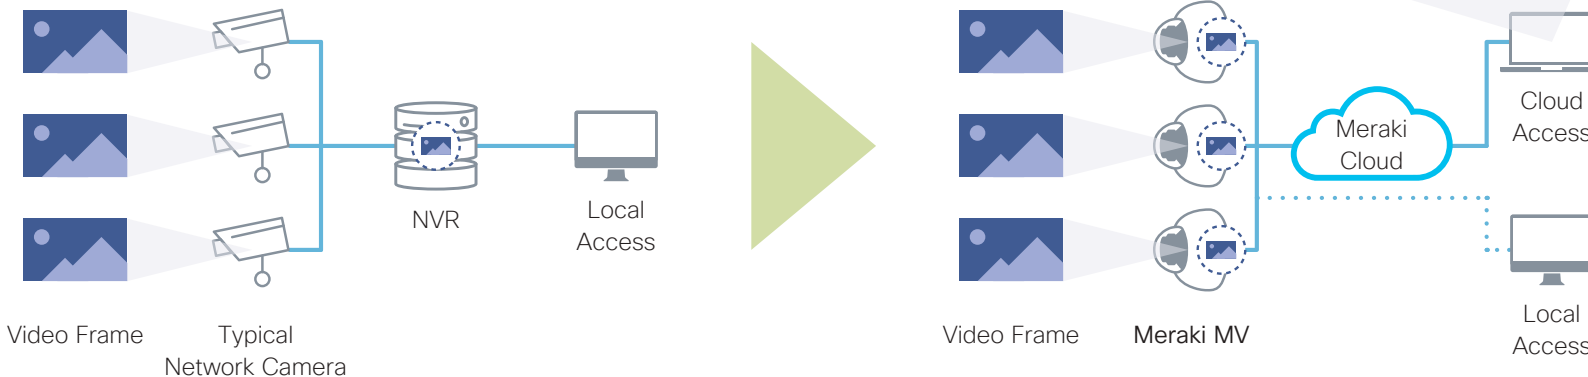 NVR
Local
Access
Video Frame
Typical
Network Camera
Meraki
Cloud
Cloud
Access
Local
Access
Video Frame
Meraki MV